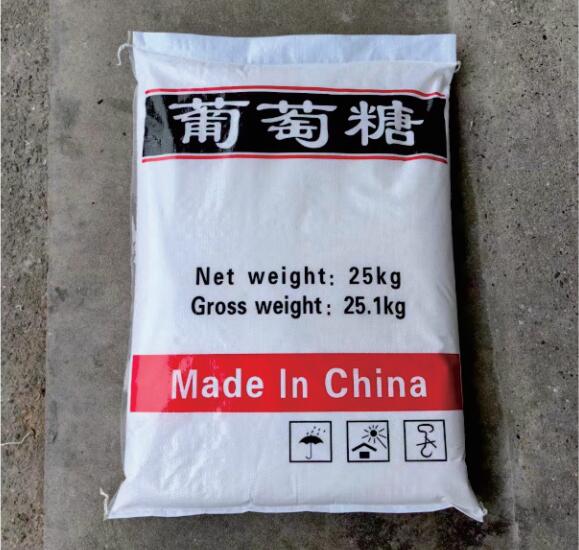 葡萄糖
Net weight: 25kg
Gross weight: 25.1kg
Made In China